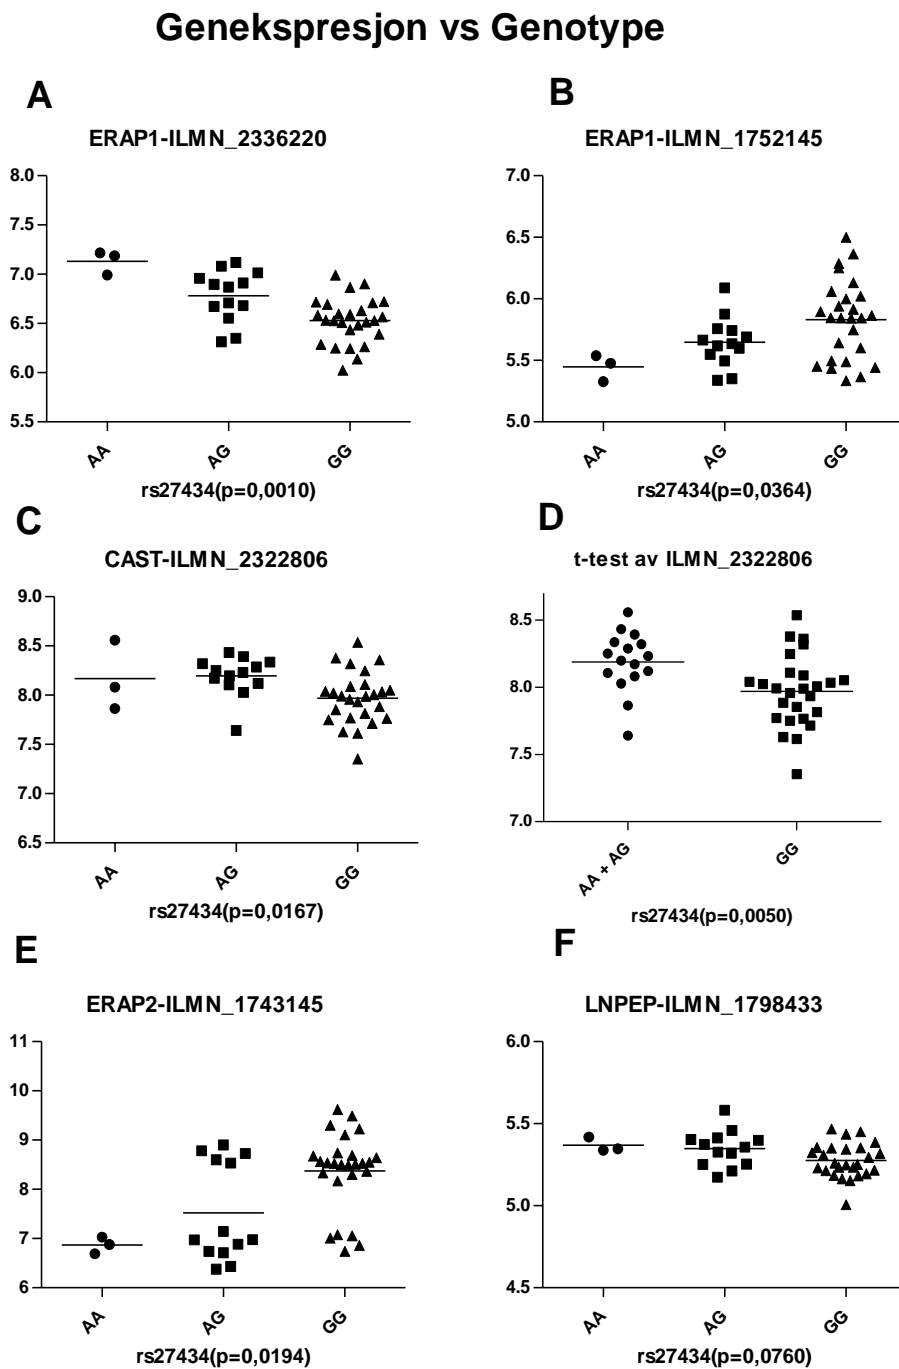 Genekspresjon vs Genotype
A
ERAP1-ILMN_2336220
8.0
7.5
7.0
6.5
6.0
5.5
AA
AG
GG
rs27434(p=0,0010)
B
ERAP1-ILMN_1752145
7.0
6.5
6.0
5.5
5.0
AA
AG
GG
rs27434(p=0,0364)
C
CAST-ILMN_2322806
9.0
8.5
8.0
7.5
7.0
6.5
AA
AG
GG
rs27434(p=0,0167)
D
t-test av ILMN_2322806
8.5
8.0
7.5
7.0
AA + AG
GG
rs27434(p=0,0050)
E
ERAP2-ILMN_1743145
11
10
9
8
7
6
AA
AG
GG
rs27434(p=0,0194)
F
LNPEP-ILMN_1798433
6.0
5.5
5.0
4.5
AA
AG
GG
rs27434(p=0,0760)